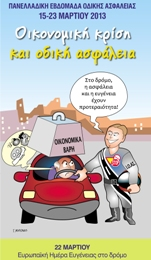 ΠΑΝΕΛΛΑΔΙΚΗ ΕΒΔΟΜΑΔΑ ΟΔΙΚΗΣ ΑΣΦΑΛΕΙΑΣ
15-23 ΜΑΡΤΙΟΥ 2013
Οικονομική κρίση
και οδική ασφάλεια
Στο δρόμο,
η ασφάλεια
και η ευγένεια
έχουν
προτεραιότητα!
ΟΙΚΟΝΟΜΙΚΑ
ΒΑΡΗ
22 ΜΑΡΤΙΟΥ
Ευρωπαϊκή Ημέρα Ευγένειας στο δρόμο